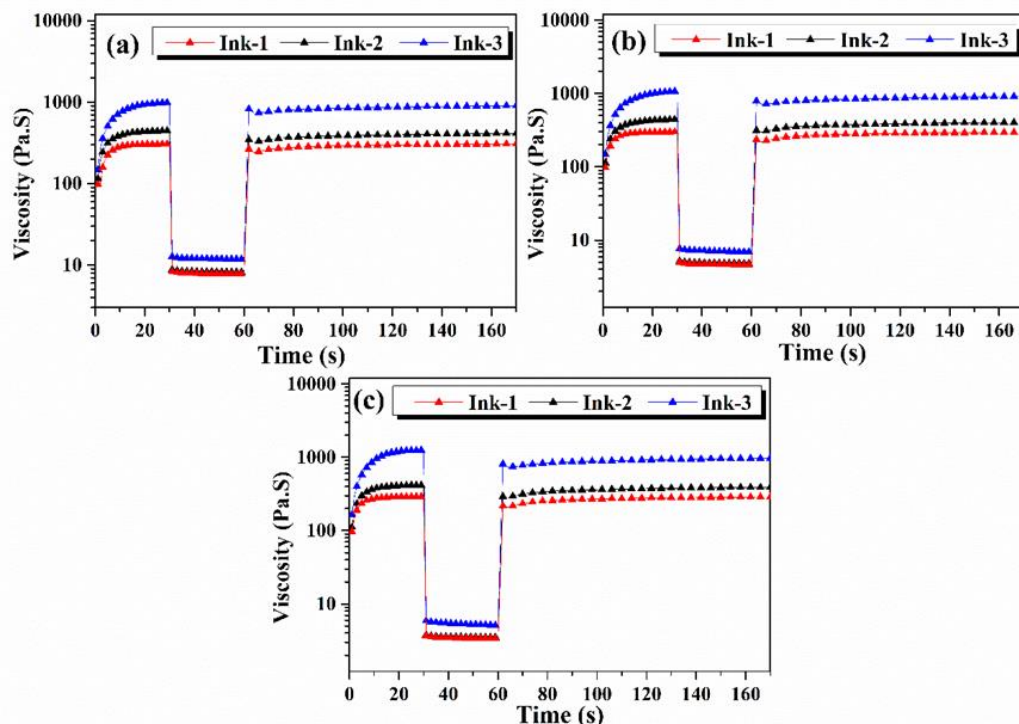 (a) Ink-1 Ink-2 Ink-3
10000
1000
100
10
Viscosity (Pa.S)
0 20 40 60 80 100 120 140 160
Time (s)
(b) Ink-1 Ink-2 Ink-3
10000
1000
100
10
Viscosity (Pa.S)
0 20 40 60 80 100 120 140 160
Time (s)
(c) Ink-1 Ink-2 Ink-3
10000
1000
100
10
Viscosity (Pa.S)
0 20 40 60 80 100 120 140 160
Time (s)